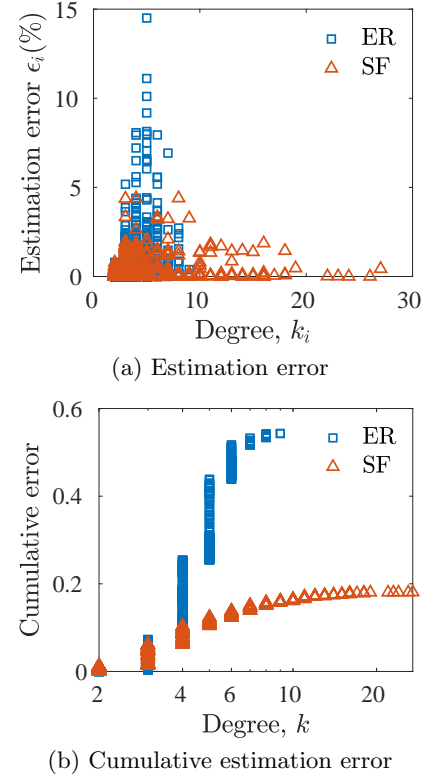 15
10
5
0
Estimation error ϵᵢ(%)
ER
SF
0 10 20 30
Degree, kᵢ
(a) Estimation error
0.6
0.4
0.2
0
Cumulative error
ER
SF
2 4 6 10 20
Degree, k
(b) Cumulative estimation error